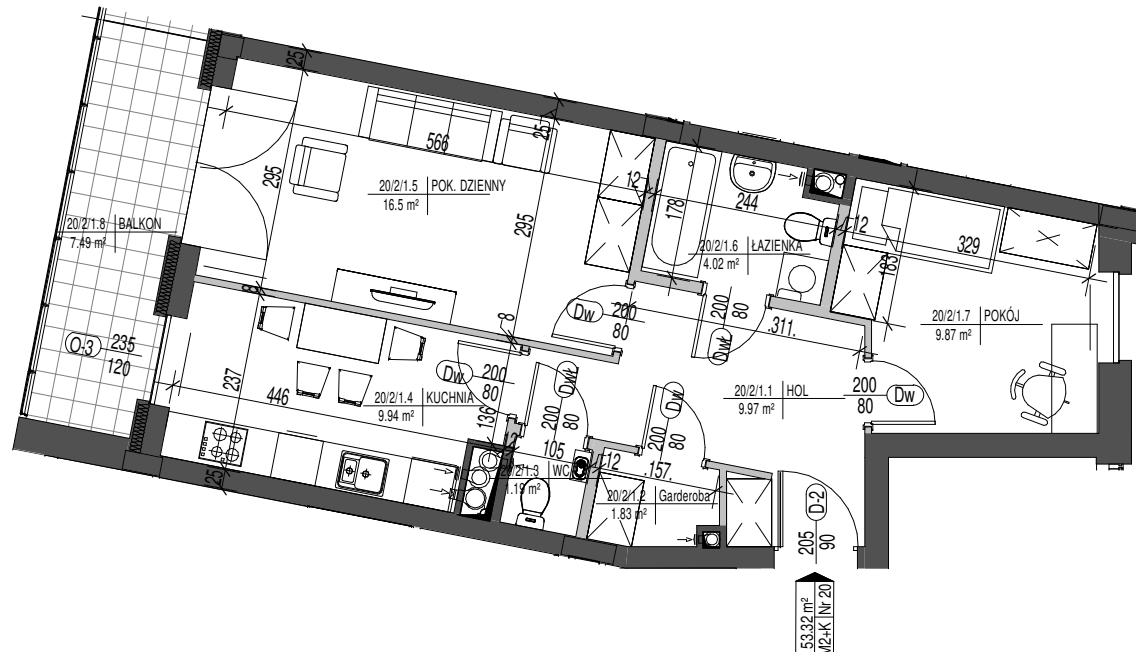 25
566
25
295
20/2/1.5 POK. DZIENNY
16.5 m²
295
12
178
244
12
20/2/1.6 ŁAZIENKA
4.02 m²
329
183
20/2/1.8 BALKON
7.49 m²
8
8
Dw 200
80
200
80
Dwł
.311.
20/2/1.7 POKÓJ
9.87 m²
O-3 235
120
237
446
20/2/1.4 KUCHNIA
9.94 m²
Dw 200
80
136
Dwł
200
80
Dw
200
80
20/2/1.1 HOL
9.97 m²
200
80
Dw
25
12
105
20/2/1.3 WC
1.19 m²
12
.157.
20/2/1.2 Garderoba
1.83 m²
D-2
205
90
53.32 m²
M2+K Nr 20